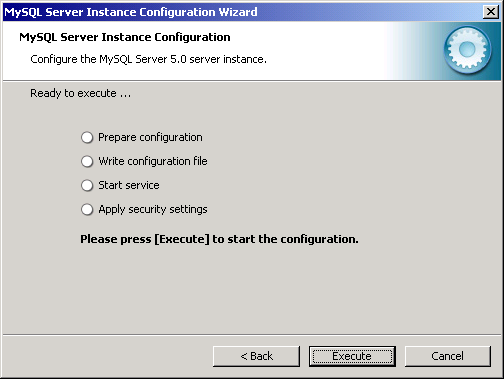 MySQL Server Instance Configuration Wizard
MySQL Server Instance Configuration
Configure the MySQL Server 5.0 server instance.
Ready to execute ...
Prepare configuration
Write configuration file
Start service
Apply security settings
Please press [Execute] to start the configuration.
< Back Execute Cancel